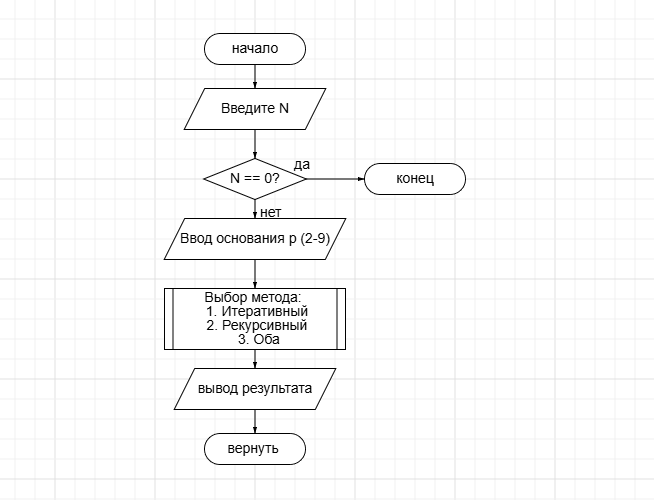 начало
Введите N
N == 0?
да
конец
нет
Ввод основания p (2-9)
Выбор метода:
1. Итеративный
2. Рекурсивный
3. Оба
вывод результата
вернуть